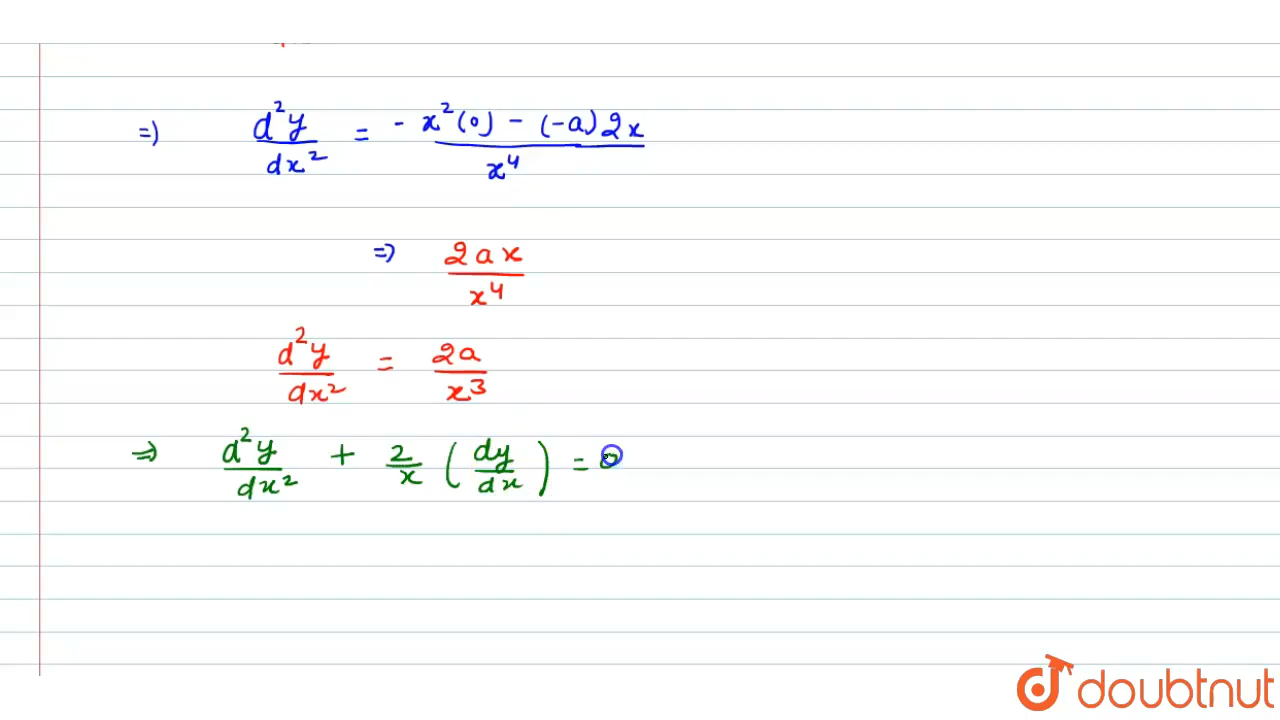 =) d²y/dx² = - x²(0) - (-a)2x / x⁴
=) 2ax / x⁴
d²y/dx² = 2a / x³
=> d²y/dx² + 2/x (dy/dx) = 0
doubtnut